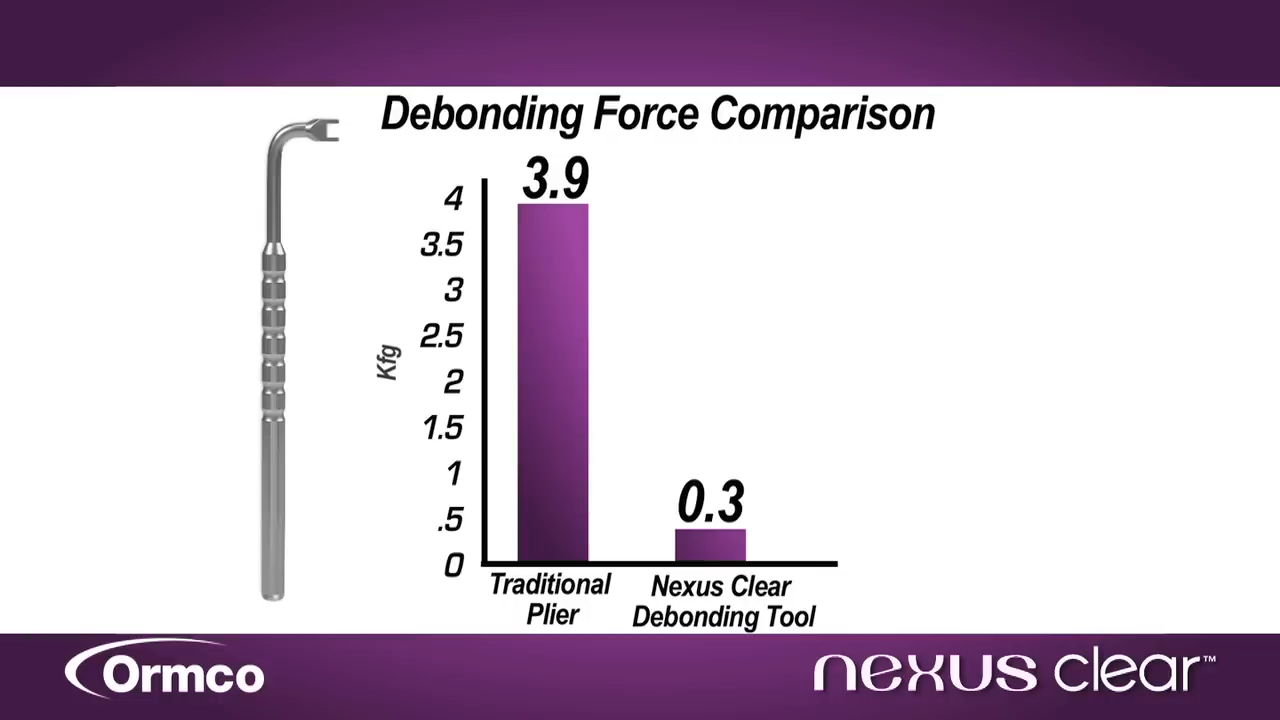 Debonding Force Comparison
3.9
4
3.5
3
2.5
2
1.5
1
.5
0
Kfg
0.3
Traditional
Plier
Nexus Clear
Debonding Tool
Ormco
nexus clear™